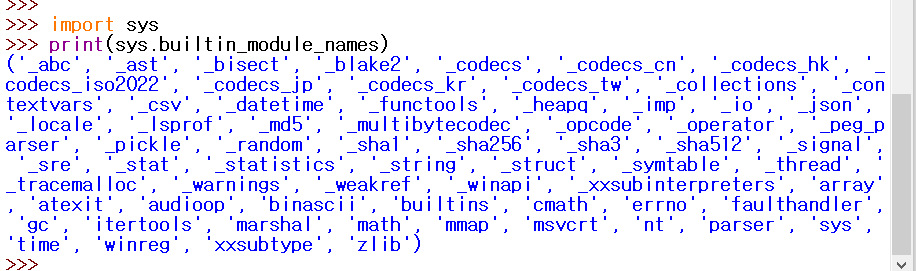 >>>
>>> import sys
>>> print(sys.builtin_module_names)
('_abc', '_ast', '_bisect', '_blake2', '_codecs', '_codecs_cn', '_codecs_hk', '_
codecs_iso2022', '_codecs_jp', '_codecs_kr', '_codecs_tw', '_collections', '_con
textvars', '_csv', '_datetime', '_functools', '_heapq', '_imp', '_io', '_json',
'_locale', '_lsprof', '_md5', '_multibytecodec', '_opcode', '_operator', '_peg_p
arser', '_pickle', '_random', '_sha1', '_sha256', '_sha3', '_sha512', '_signal',
'_sre', '_stat', '_statistics', '_string', '_struct', '_symtable', '_thread', '
_tracemalloc', '_warnings', '_weakref', '_winapi', '_xxsubinterpreters', 'array'
, 'atexit', 'audioop', 'binascii', 'builtins', 'cmath', 'errno', 'faulthandler',
'gc', 'itertools', 'marshal', 'math', 'mmap', 'msvcrt', 'nt', 'parser', 'sys',
'time', 'winreg', 'xxsubtype', 'zlib')
>>>